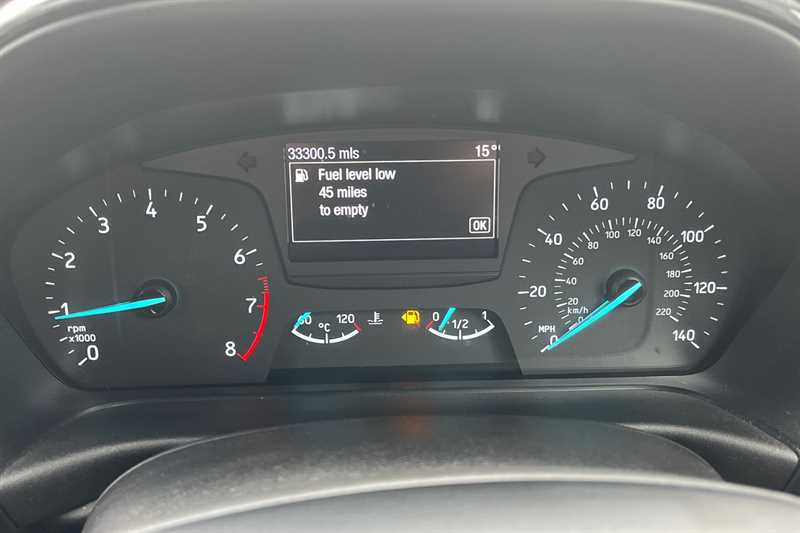 33300.5 mls 15°
Fuel level low
45 miles
to empty
OK
0 1 2 3 4 5 6 7 8
rpm
x1000
120
°C
0 1/2 1
0 20 40 60 80 100 120 140
MPH
20 40 60 80 100 120 140 160 180 200 220
km/h